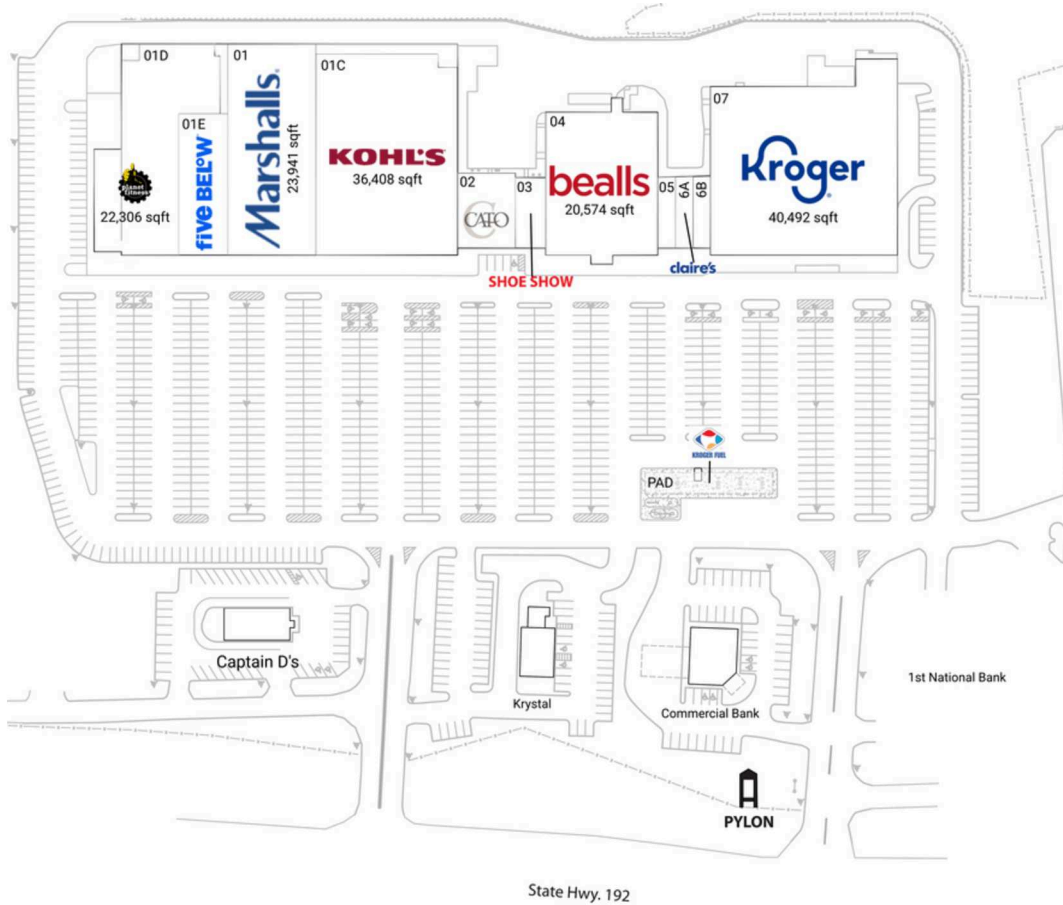 01D
01
01C
01E
Marshalls
23,941 sqft
five BELOW
planet
fitness
22,306 sqft
KOHL'S
36,408 sqft
02
CATO
C
03
SHOE SHOW
04
bealls
20,574 sqft
05
6A
6B
claire's
07
Kroger
40,492 sqft
KROGER FUEL
PAD
Captain D's
Krystal
Commercial Bank
1st National Bank
PYLON
State Hwy. 192